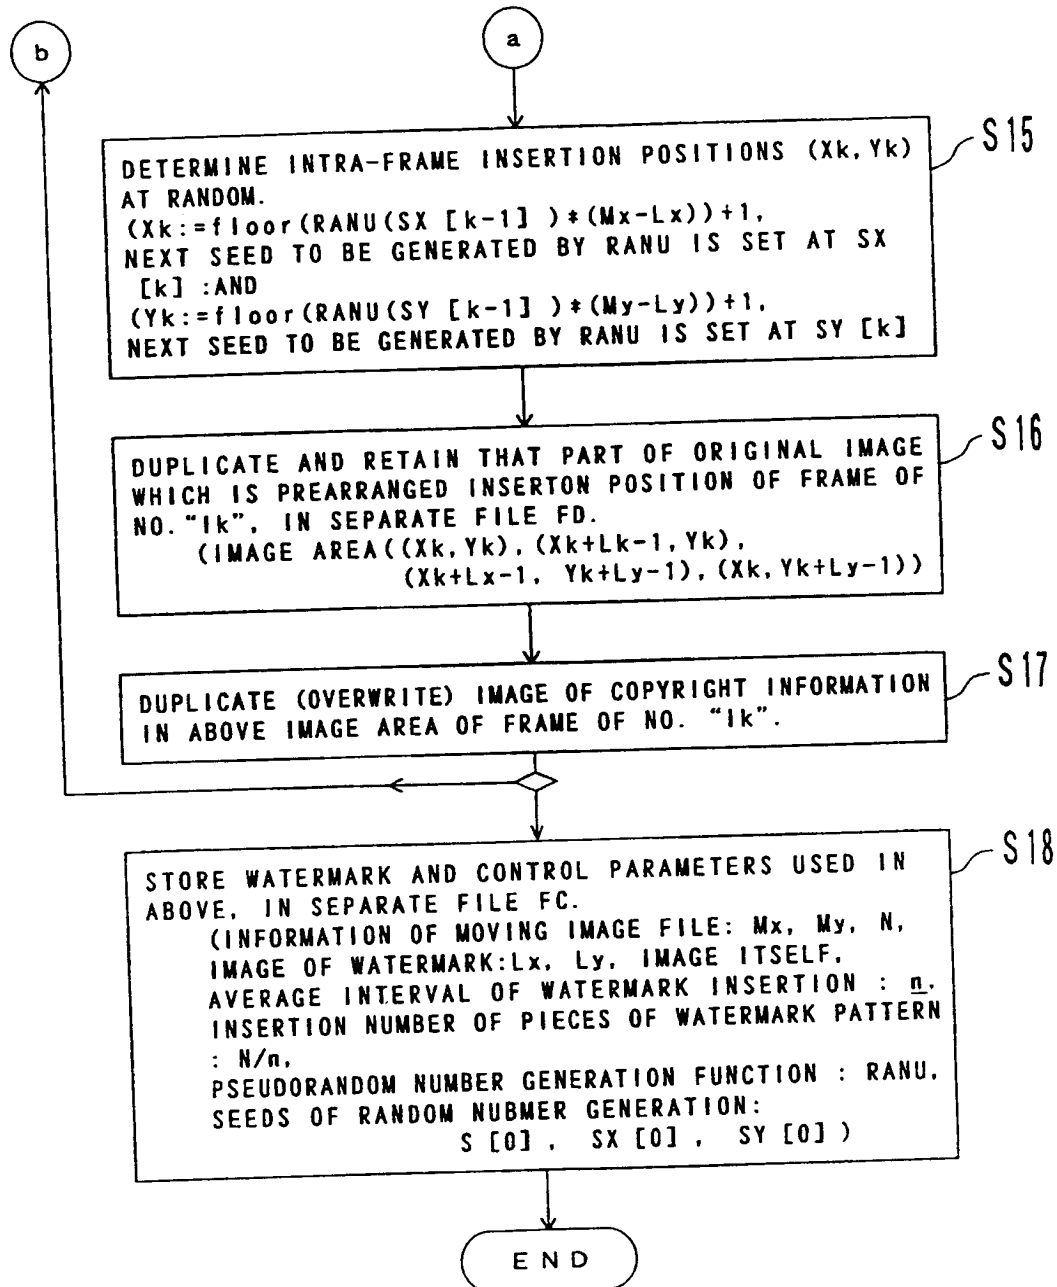 b
a
S15
DETERMINE INTRA-FRAME INSERTION POSITIONS (Xk,Yk)
AT RANDOM.
(Xk:=floor(RANU(SX [k-1] )*(Mx-Lx))+1,
NEXT SEED TO BE GENERATED BY RANU IS SET AT SX
[k] :AND
(Yk:=floor(RANU(SY [k-1] )*(My-Ly))+1,
NEXT SEED TO BE GENERATED BY RANU IS SET AT SY [k]
S16
DUPLICATE AND RETAIN THAT PART OF ORIGINAL IMAGE
WHICH IS PREARRANGED INSERTON POSITION OF FRAME OF
NO. "Ik", IN SEPARATE FILE FD.
(IMAGE AREA((Xk,Yk), (Xk+Lk-1,Yk),
(Xk+Lx-1, Yk+Ly-1), (Xk,Yk+Ly-1))
S17
DUPLICATE (OVERWRITE) IMAGE OF COPYRIGHT INFORMATION
IN ABOVE IMAGE AREA OF FRAME OF NO. "Ik".
S18
STORE WATERMARK AND CONTROL PARAMETERS USED IN
ABOVE, IN SEPARATE FILE FC.
(INFORMATION OF MOVING IMAGE FILE: Mx, My, N,
IMAGE OF WATERMARK:Lx, Ly, IMAGE ITSELF,
AVERAGE INTERVAL OF WATERMARK INSERTION : n,
INSERTION NUMBER OF PIECES OF WATERMARK PATTERN
: N/n,
PSEUDORANDOM NUMBER GENERATION FUNCTION : RANU,
SEEDS OF RANDOM NUBMER GENERATION:
S [0] , SX [0] , SY [0] )
END